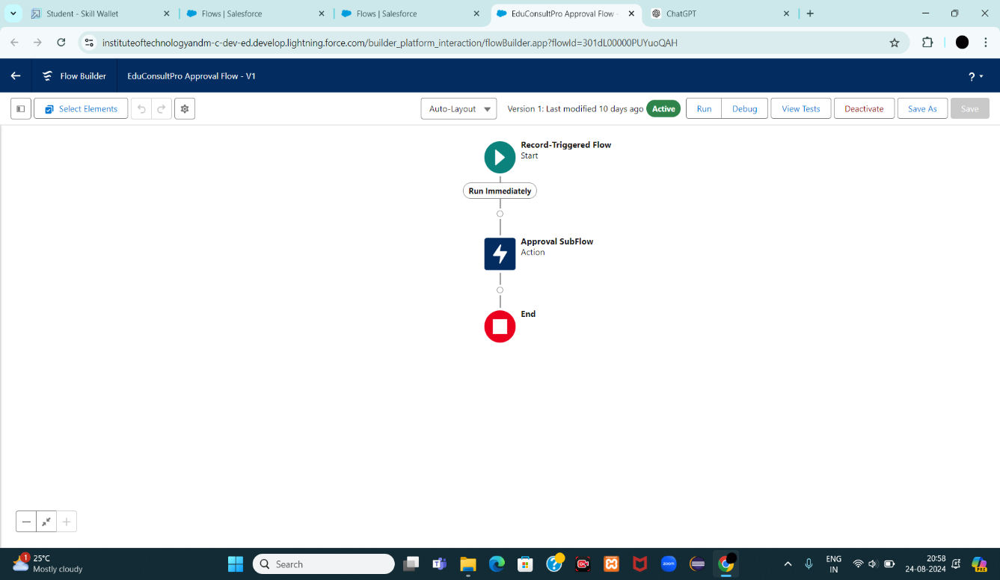 Student - Skill Wallet
Flows | Salesforce
Flows | Salesforce
EduConsultPro Approval Flow -
ChatGPT
instituteoftechnologyandm-c-dev-ed.develop.lightning.force.com/builder_platform_interaction/flowBuilder.app?flowId=301dL00000PUYuoQAH
Flow Builder
EduConsultPro Approval Flow - V1
?
Select Elements
Auto-Layout
Version 1: Last modified 10 days ago
Active
Run
Debug
View Tests
Deactivate
Save As
Save
Record-Triggered Flow
Start
Run Immediately
Approval SubFlow
Action
End
1
25°C
Mostly cloudy
Search
zoom
ENG
IN
20:58
24-08-2024
PRE